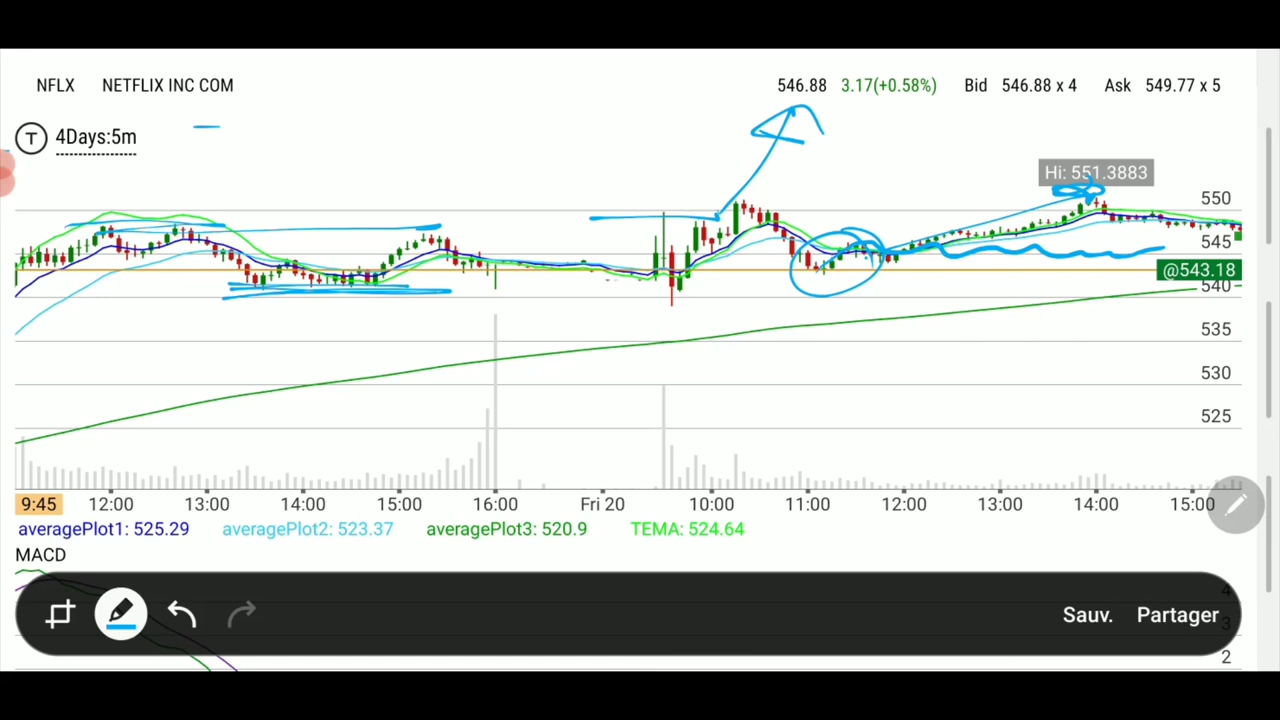 NFLX NETFLIX INC COM 546.88 3.17(+0.58%) Bid 546.88 x 4 Ask 549.77 x 5
T 4Days:5m
Hi: 551.3883
550
545
@543.18
540
535
530
525
9:45 12:00 13:00 14:00 15:00 16:00 Fri 20 10:00 11:00 12:00 13:00 14:00 15:00
averagePlot1: 525.29 averagePlot2: 523.37 averagePlot3: 520.9 TEMA: 524.64
MACD
4
Sauv. Partager
3
2